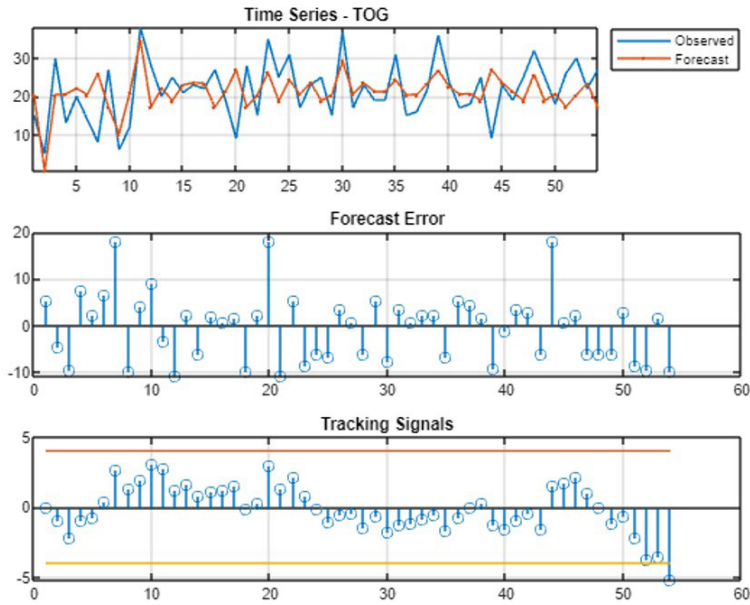 Time Series - TOG
30
20
10
5 10 15 20 25 30 35 40 45 50
Observed
Forecast
Forecast Error
20
10
0
-10
0 10 20 30 40 50 60
Tracking Signals
5
0
-5
0 10 20 30 40 50 60